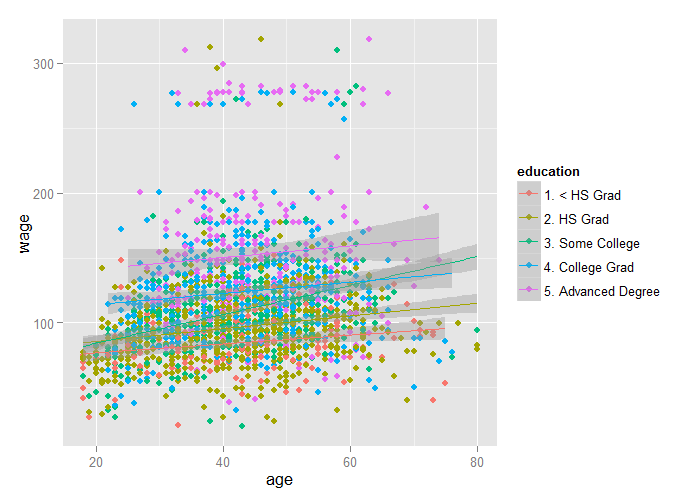 300
200
100
wage
20
40
60
80
age
education
1. < HS Grad
2. HS Grad
3. Some College
4. College Grad
5. Advanced Degree